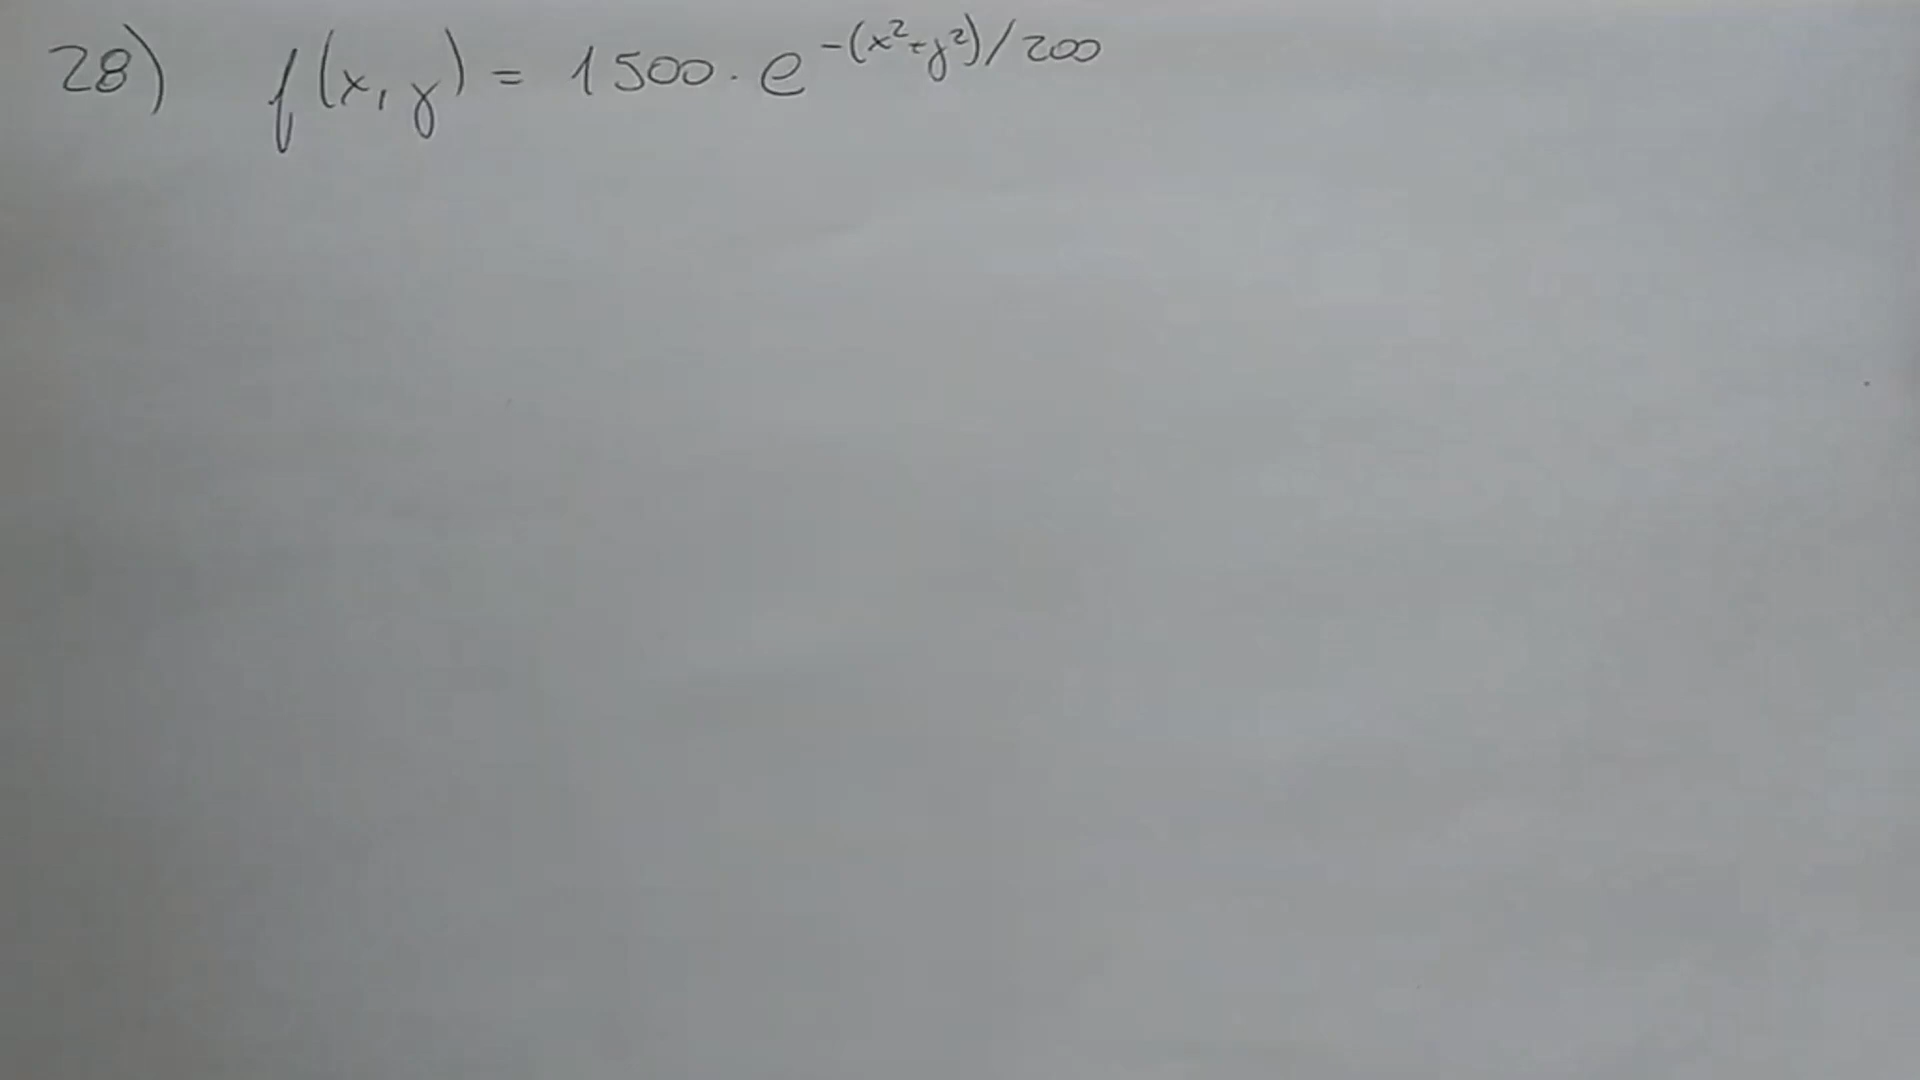 28) f(x, y) = 1500 · e^{-(x²+y²)/200}